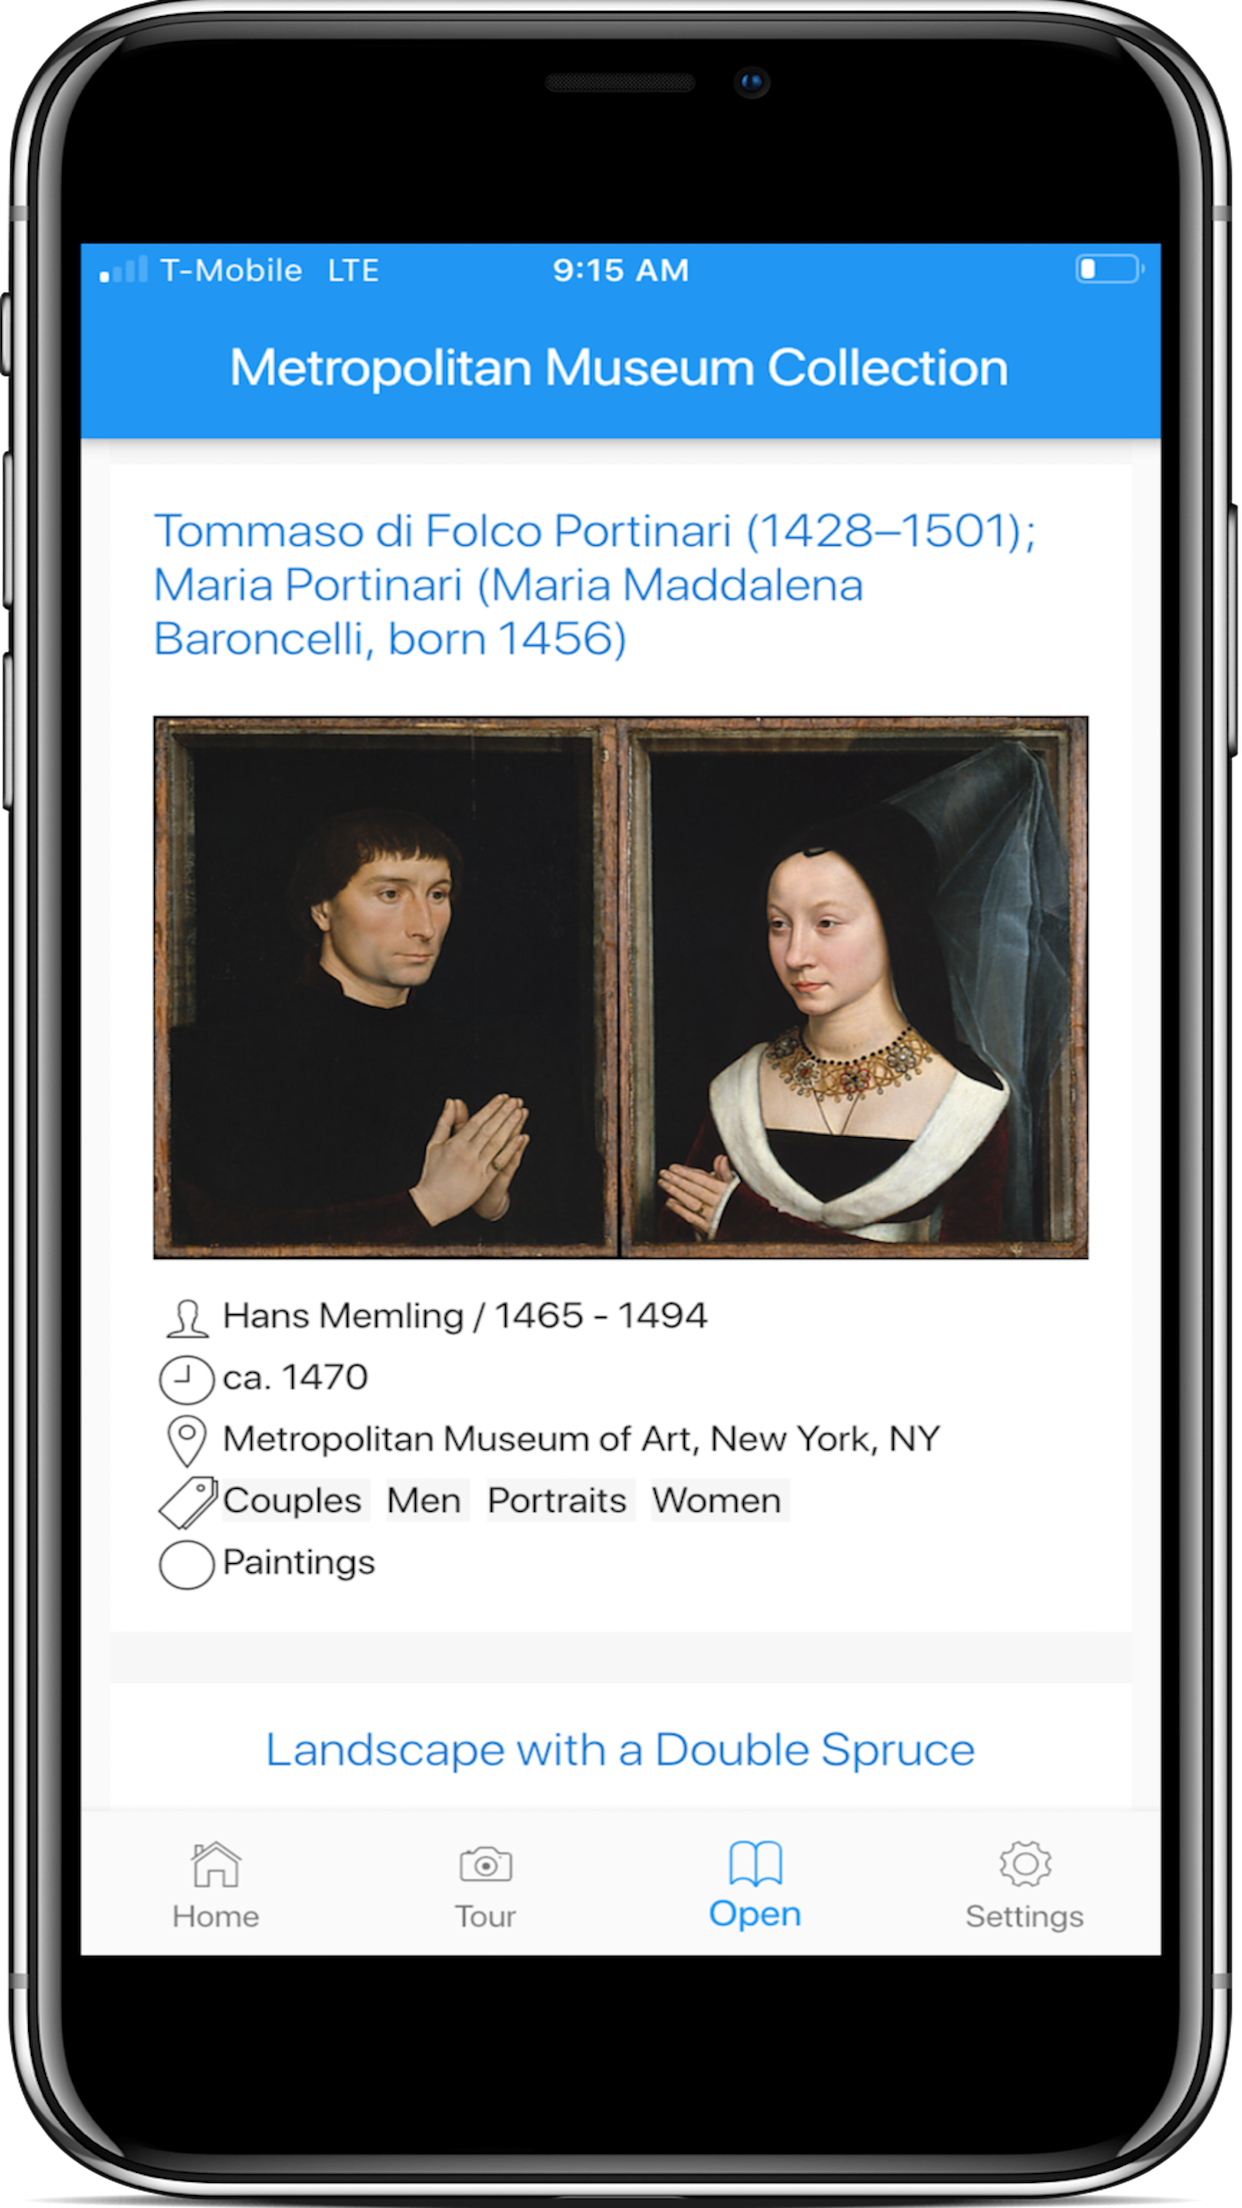 T-Mobile LTE 9:15 AM
Metropolitan Museum Collection
Tommaso di Folco Portinari (1428–1501);
Maria Portinari (Maria Maddalena
Baroncelli, born 1456)
Hans Memling / 1465 - 1494
ca. 1470
Metropolitan Museum of Art, New York, NY
Couples Men Portraits Women
Paintings
Landscape with a Double Spruce
Home Tour Open Settings